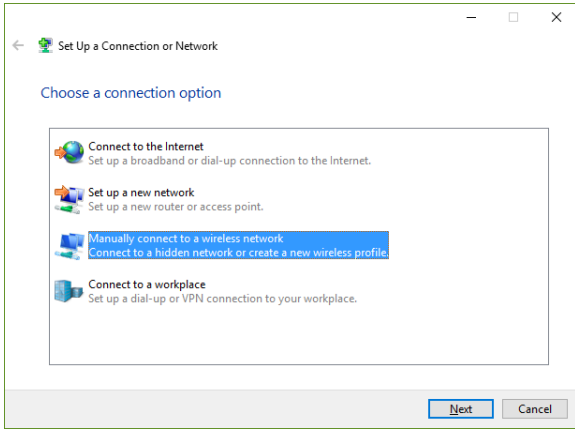 Set Up a Connection or Network
Choose a connection option
Connect to the Internet
Set up a broadband or dial-up connection to the Internet.
Set up a new network
Set up a new router or access point.
Manually connect to a wireless network
Connect to a hidden network or create a new wireless profile.
Connect to a workplace
Set up a dial-up or VPN connection to your workplace.
Next Cancel